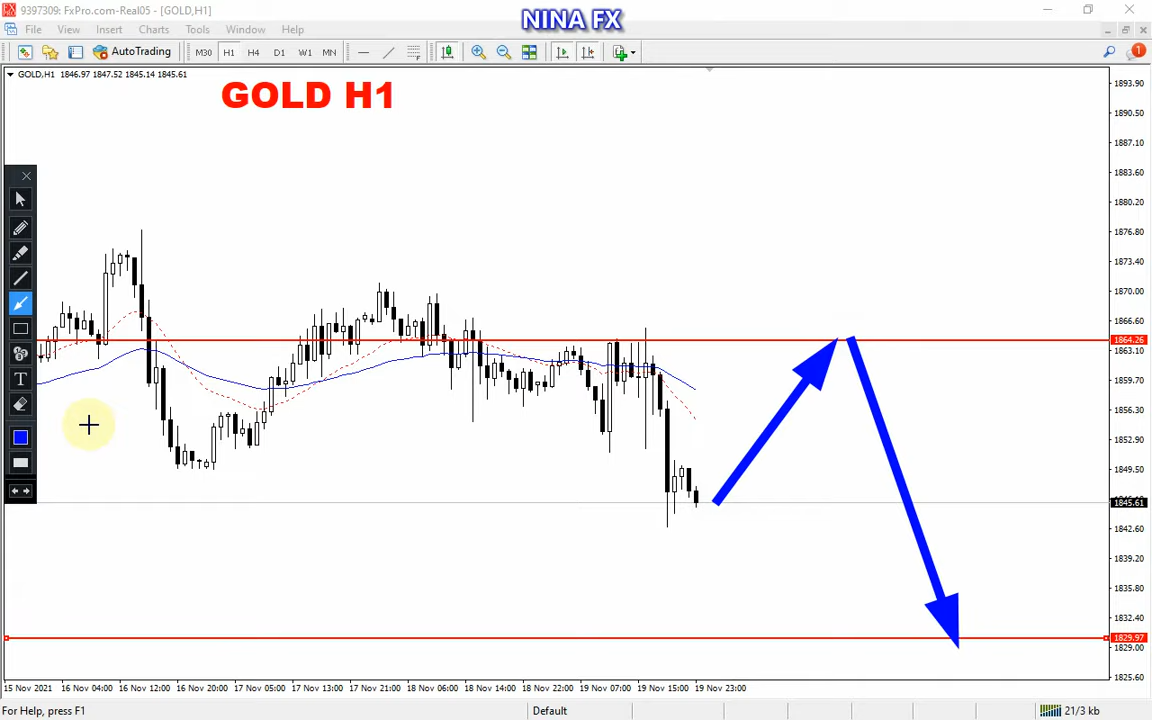 9397309: FxPro.com-Real05 - [GOLD,H1]
NINA FX
File View Insert Charts Tools Window Help
AutoTrading M30 H1 H4 D1 W1 MN 1
GOLD,H1 1846.97 1847.52 1845.14 1845.61
GOLD H1
1893.90
1890.50
1887.10
1883.60
1880.20
1876.80
1873.40
1870.00
1866.60
1864.26
1863.10
1859.70
1856.30
1852.90
1849.50
1845.61
1842.60
1839.20
1835.80
1832.40
1829.97
1829.00
1825.60
T
15 Nov 2021 16 Nov 04:00 16 Nov 12:00 16 Nov 20:00 17 Nov 05:00 17 Nov 13:00 17 Nov 21:00 18 Nov 06:00 18 Nov 14:00 18 Nov 22:00 19 Nov 07:00 19 Nov 15:00 19 Nov 23:00
For Help, press F1 Default 21/3 kb